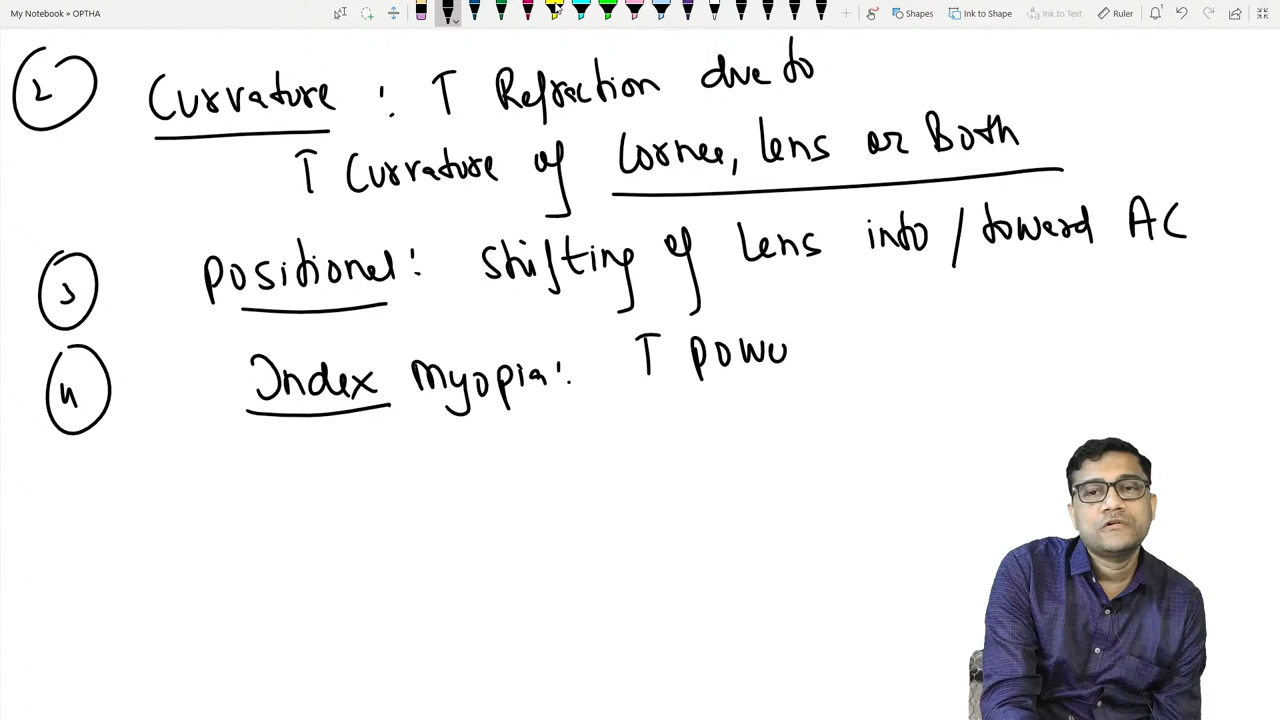 My Notebook » OPTHA
Shapes Ink to Shape Ink to Text Ruler
2 Curvature : ↑ Refraction due to
↑ Curvature of Cornea, lens or Both
3 Positional : Shifting of Lens into / toward AC
4 Index Myopia : ↑ Powe